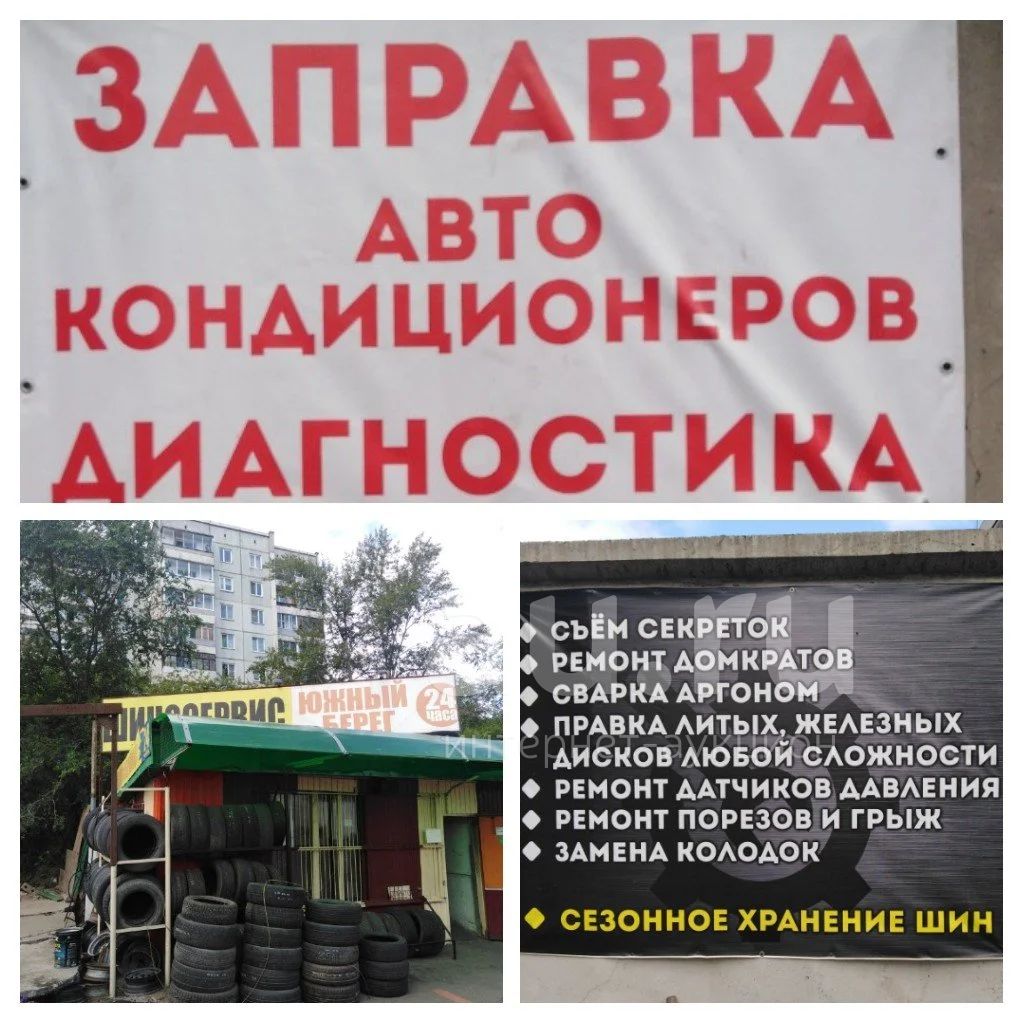 ЗАПРАВКА
АВТО
КОНДИЦИОНЕРОВ
ДИАГНОСТИКА
ШИНОСЕРВИС
ЮЖНЫЙ
БЕРЕГ
24
часа
u.ru
СЪЁМ СЕКРЕТОК
РЕМОНТ ДОМКРАТОВ
СВАРКА АРГОНОМ
ПРАВКА ЛИТЫХ, ЖЕЛЕЗНЫХ
ДИСКОВ ЛЮБОЙ СЛОЖНОСТИ
РЕМОНТ ДАТЧИКОВ ДАВЛЕНИЯ
РЕМОНТ ПОРЕЗОВ И ГРЫЖ
ЗАМЕНА КОЛОДОК
СЕЗОННОЕ ХРАНЕНИЕ ШИН